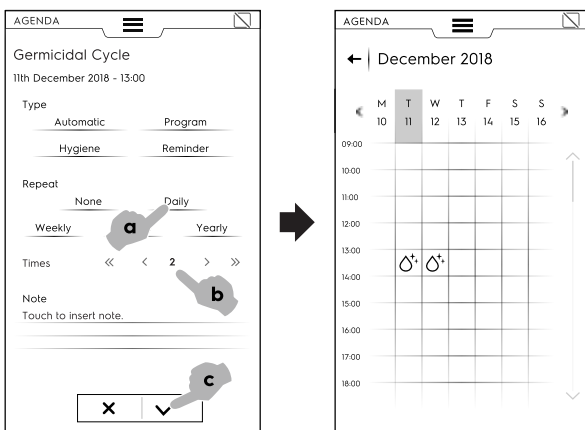 AGENDA
Germicidal Cycle
11th December 2018 - 13:00
Type
Automatic Program
Hygiene Reminder
Repeat
None Daily
Weekly Yearly
a
Times << < 2 > >>
b
Note
Touch to insert note.
c
AGENDA
December 2018
M T W T F S S
10 11 12 13 14 15 16
09:00
10:00
11:00
12:00
13:00
14:00
15:00
16:00
17:00
18:00